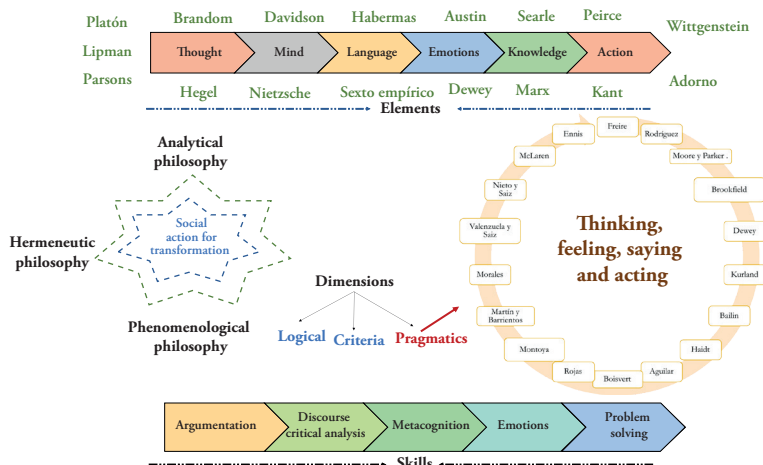 Platón
Brandom
Davidson
Habermas
Austin
Searle
Peirce
Wittgenstein
Lipman
Parsons
Thought
Mind
Language
Emotions
Knowledge
Action
Hegel
Nietzsche
Sexto empírico
Dewey
Marx
Kant
Adorno
Elements
Analytical
philosophy
Hermeneutic
philosophy
Social
action for
transformation
Phenomenological
philosophy
Dimensions
Logical
Criteria
Pragmatics
Freire
Rodríguez
Moore y Parker .
Brookfield
Dewey
Kurland
Bailin
Haidt
Aguilar
Boisvert
Rojas
Montoya
Martín y
Barrientos
Morales
Valenzuela y
Saiz
Nieto y
Saiz
McLaren
Ennis
Thinking,
feeling, saying
and acting
Argumentation
Discourse
critical analysis
Metacognition
Emotions
Problem
solving
Skills